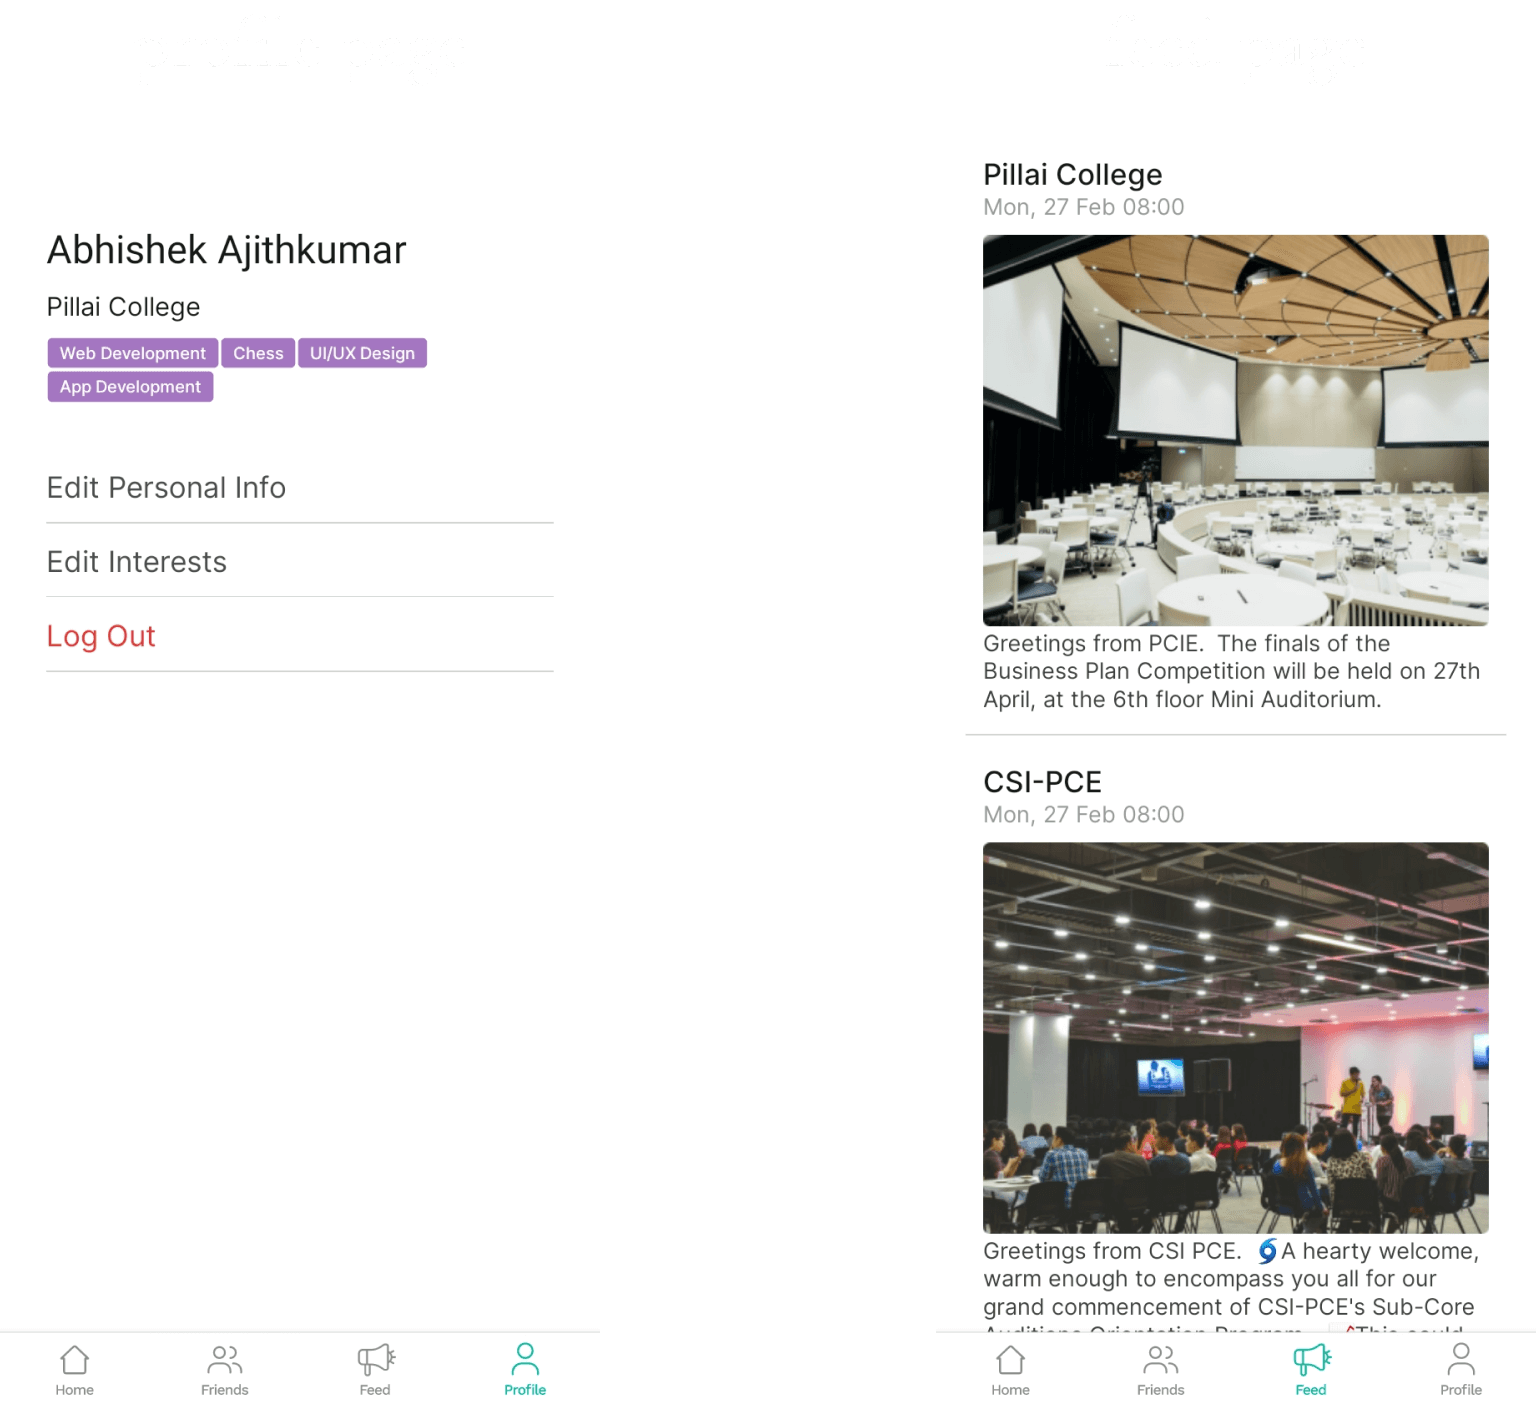 Abhishek Ajithkumar
Pillai College
Web Development Chess UI/UX Design
App Development
Edit Personal Info
Edit Interests
Log Out
Home Friends Feed Profile
Pillai College
Mon, 27 Feb 08:00
Greetings from PCIE.  The finals of the
Business Plan Competition will be held on 27th
April, at the 6th floor Mini Auditorium.
CSI-PCE
Mon, 27 Feb 08:00
Greetings from CSI PCE.  🌀A hearty welcome,
warm enough to encompass you all for our
grand commencement of CSI-PCE's Sub-Core
Auditions Orientation Program.
Home Friends Feed Profile